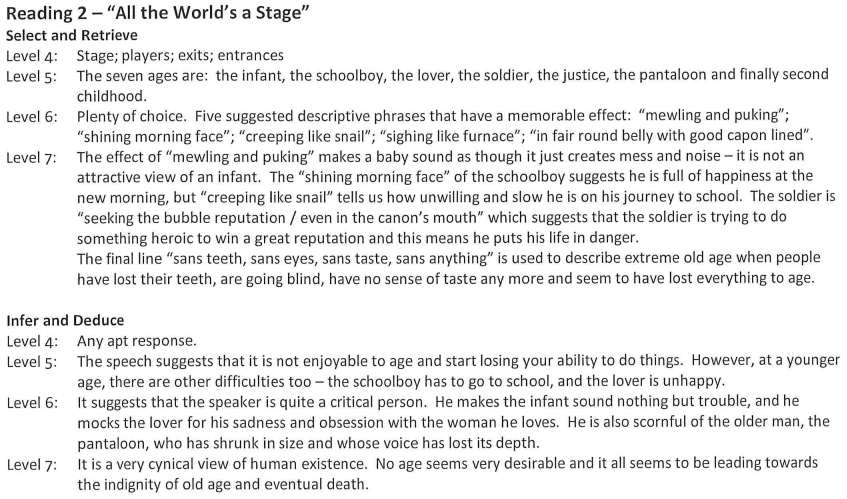 Reading 2 – “All the World’s a Stage”
Select and Retrieve
Level 4: Stage; players; exits; entrances
Level 5: The seven ages are: the infant, the schoolboy, the lover, the soldier, the justice, the pantaloon and finally second
childhood.
Level 6: Plenty of choice. Five suggested descriptive phrases that have a memorable effect: “mewling and puking”;
“shining morning face”; “creeping like snail”; “sighing like furnace”; “in fair round belly with good capon lined”.
Level 7: The effect of “mewling and puking” makes a baby sound as though it just creates mess and noise – it is not an
attractive view of an infant. The “shining morning face” of the schoolboy suggests he is full of happiness at the
new morning, but “creeping like snail” tells us how unwilling and slow he is on his journey to school. The soldier is
“seeking the bubble reputation / even in the canon’s mouth” which suggests that the soldier is trying to do
something heroic to win a great reputation and this means he puts his life in danger.
The final line “sans teeth, sans eyes, sans taste, sans anything” is used to describe extreme old age when people
have lost their teeth, are going blind, have no sense of taste any more and seem to have lost everything to age.
Infer and Deduce
Level 4: Any apt response.
Level 5: The speech suggests that it is not enjoyable to age and start losing your ability to do things. However, at a younger
age, there are other difficulties too – the schoolboy has to go to school, and the lover is unhappy.
Level 6: It suggests that the speaker is quite a critical person. He makes the infant sound nothing but trouble, and he
mocks the lover for his sadness and obsession with the woman he loves. He is also scornful of the older man, the
pantaloon, who has shrunk in size and whose voice has lost its depth.
Level 7: It is a very cynical view of human existence. No age seems very desirable and it all seems to be leading towards
the indignity of old age and eventual death.